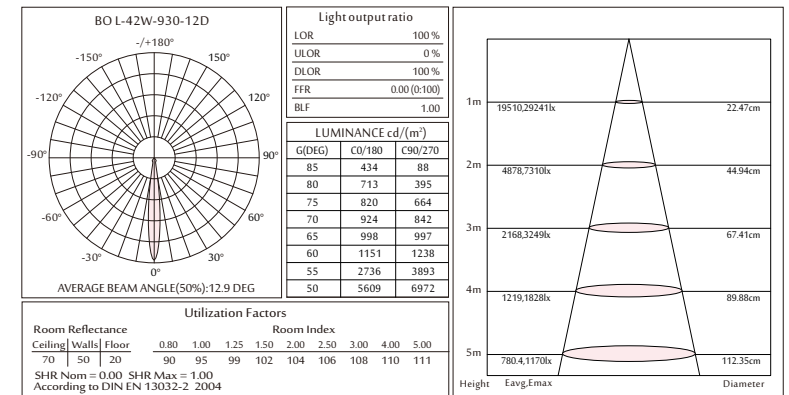 BO L-42W-930-12D
-/+180°
-150° 150°
-120° 120°
-90° 90°
-60° 60°
-30° 30°
0°
AVERAGE BEAM ANGLE(50%):12.9 DEG
Light output ratio
LOR 100 %
ULOR 0 %
DLOR 100 %
FFR 0.00 (0:100)
BLF 1.00
LUMINANCE cd/(m²)
G(DEG) C0/180 C90/270
85 434 88
80 713 395
75 820 664
70 924 842
65 998 997
60 1151 1238
55 2736 3893
50 5609 6972
Utilization Factors
Room Reflectance Room Index
Ceiling Walls Floor 0.80 1.00 1.25 1.50 2.00 2.50 3.00 4.00 5.00
70 50 20 90 95 99 102 104 106 108 110 111
SHR Nom = 0.00 SHR Max = 1.00
According to DIN EN 13032-2 2004
1m 19510,29241lx 22.47cm
2m 4878,7310lx 44.94cm
3m 2168,3249lx 67.41cm
4m 1219,1828lx 89.88cm
5m 780.4,1170lx 112.35cm
Height Eavg,Emax Diameter